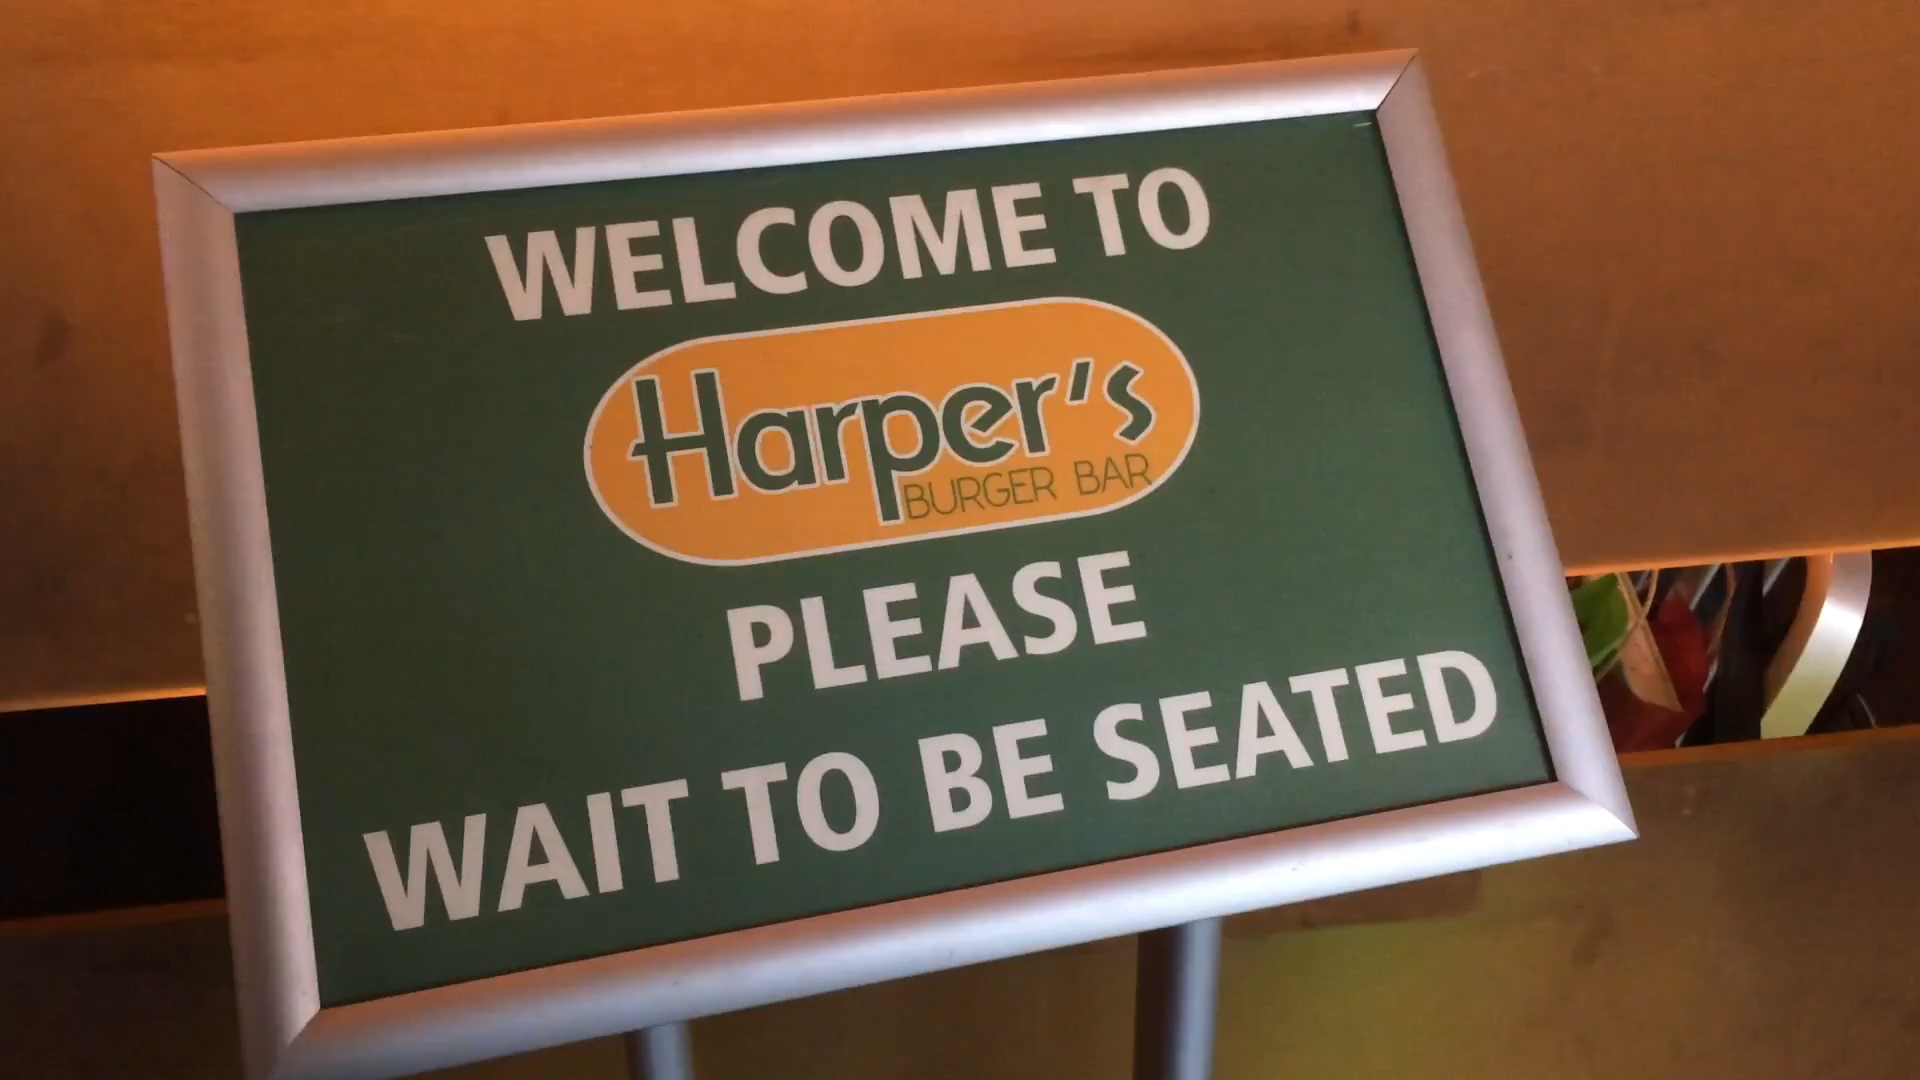 WELCOME TO
Harper's
BURGER BAR
PLEASE
WAIT TO BE SEATED